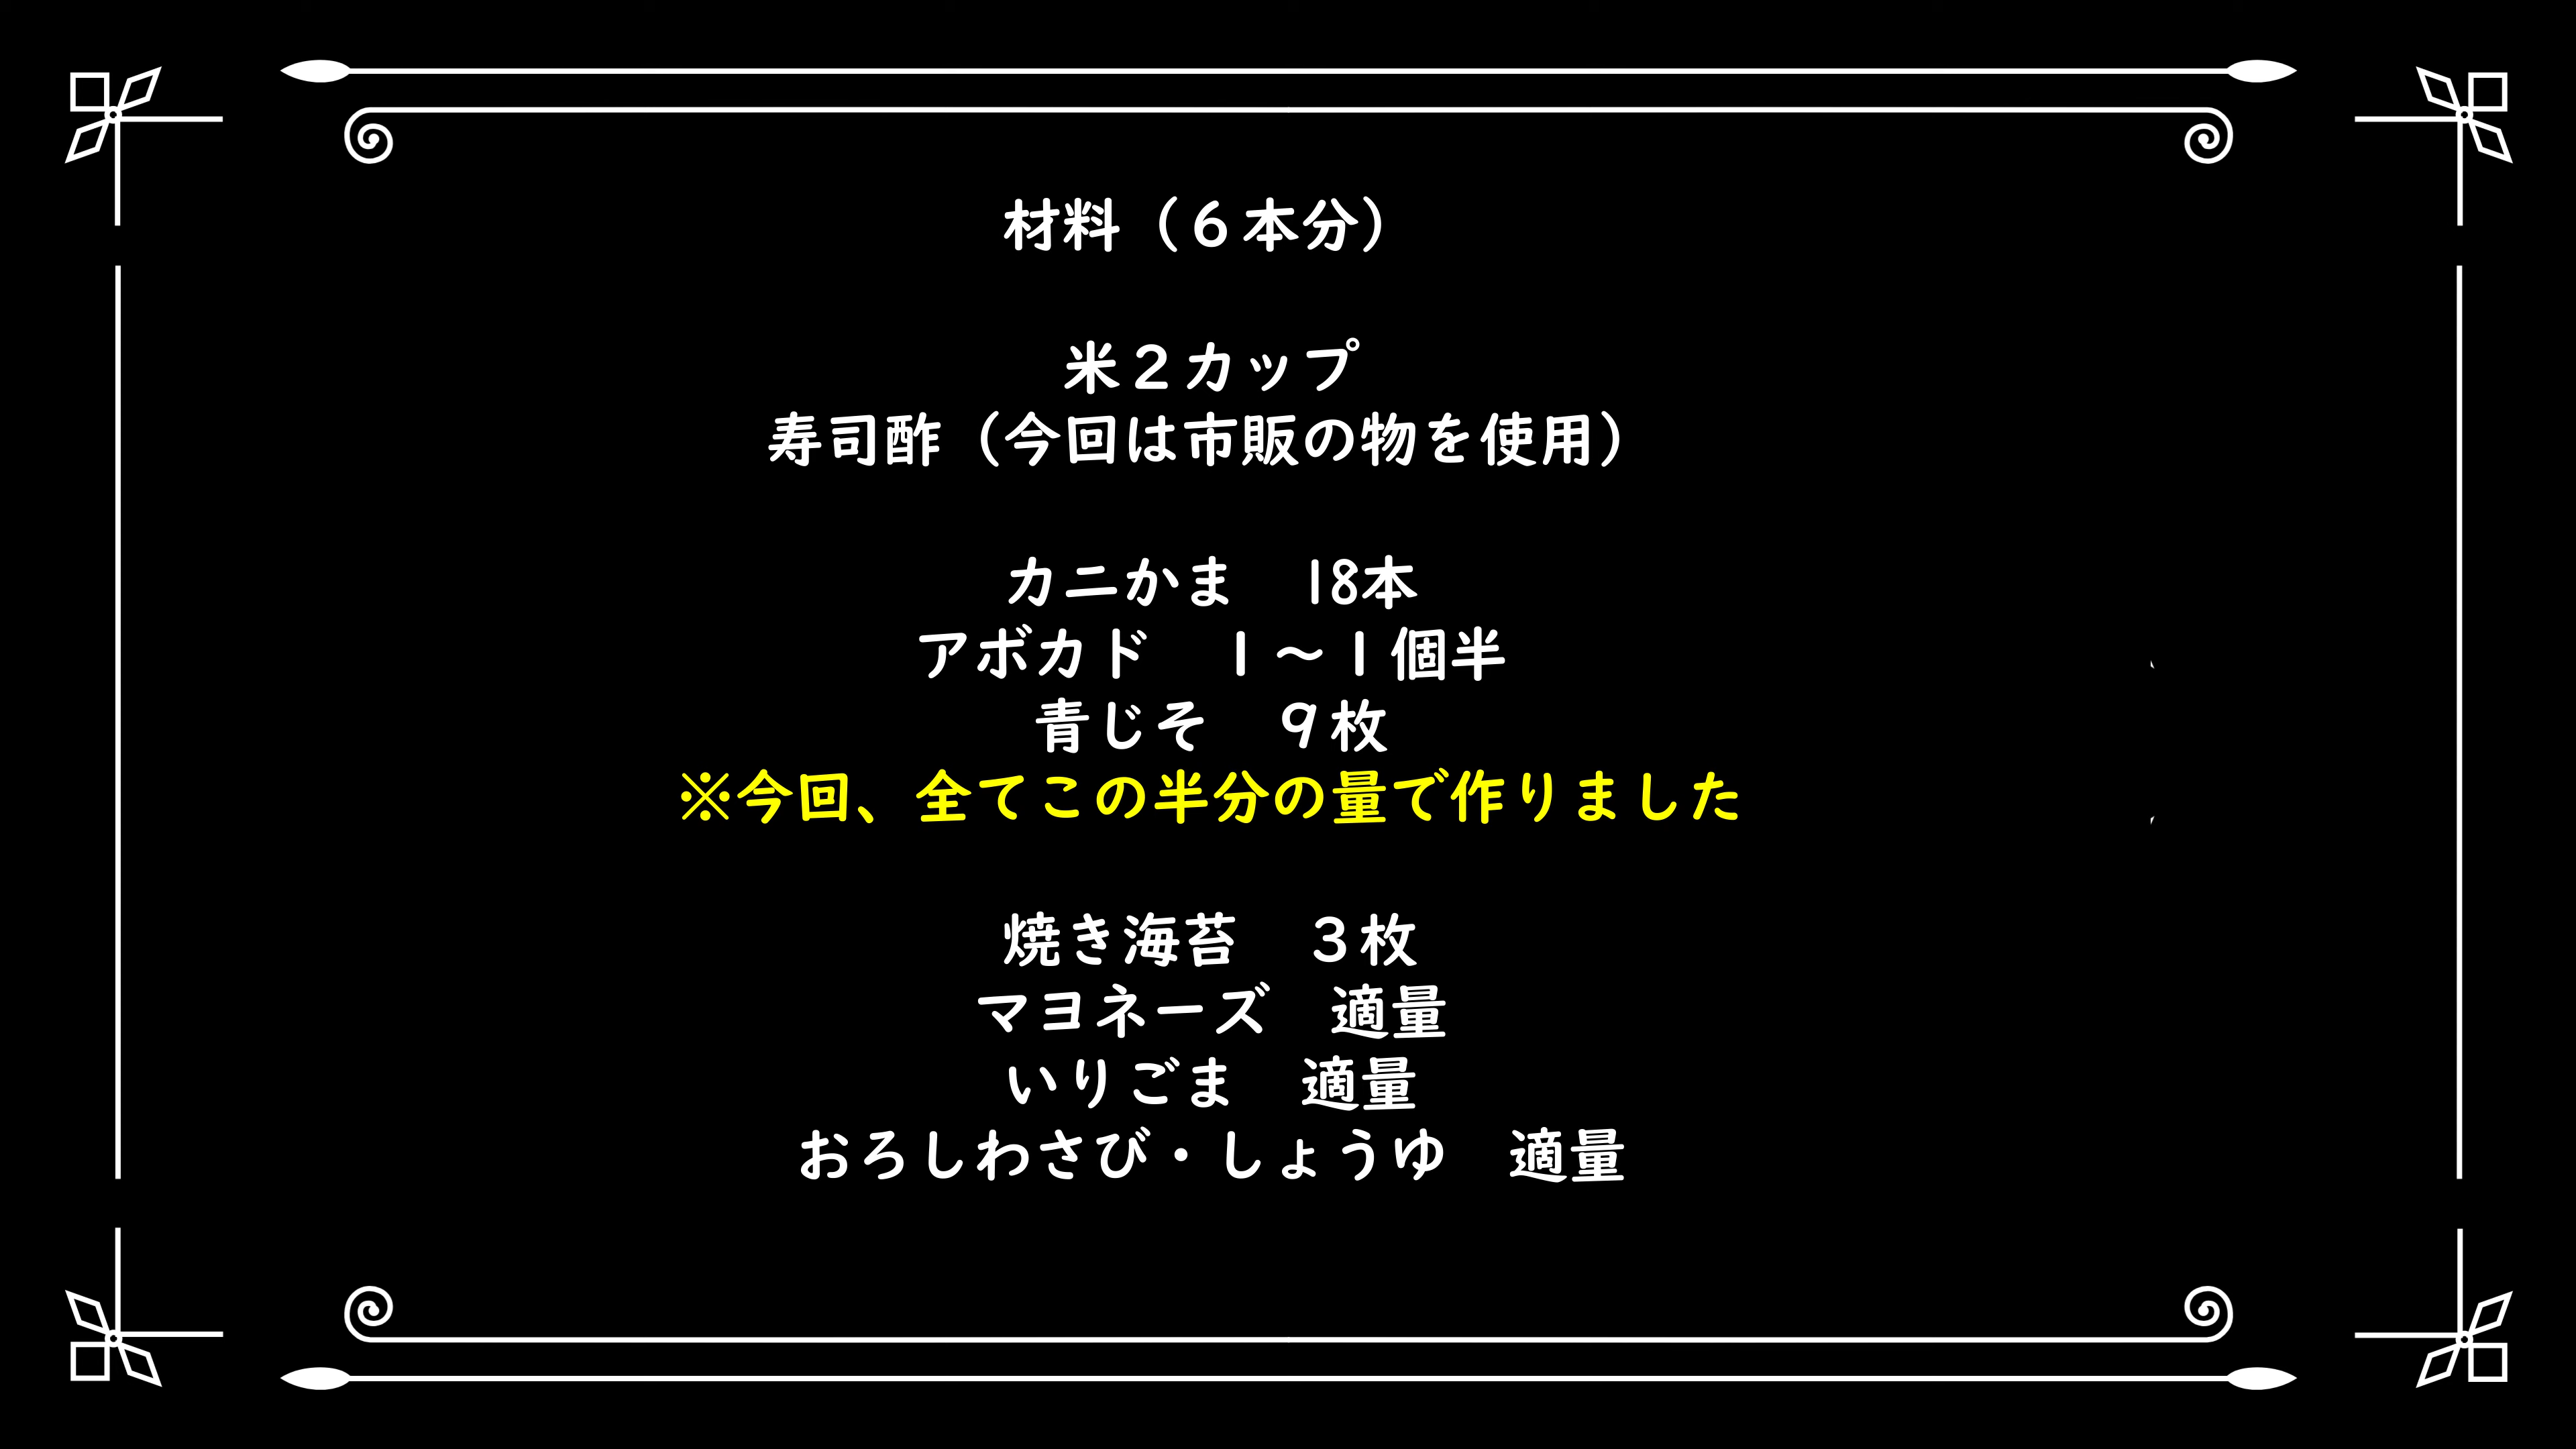 材料（６本分）
米２カップ
寿司酢（今回は市販の物を使用）
カニかま　18本
アボカド　１～１個半
青じそ　９枚
※今回、全てこの半分の量で作りました
焼き海苔　３枚
マヨネーズ　適量
いりごま　適量
おろしわさび・しょうゆ　適量